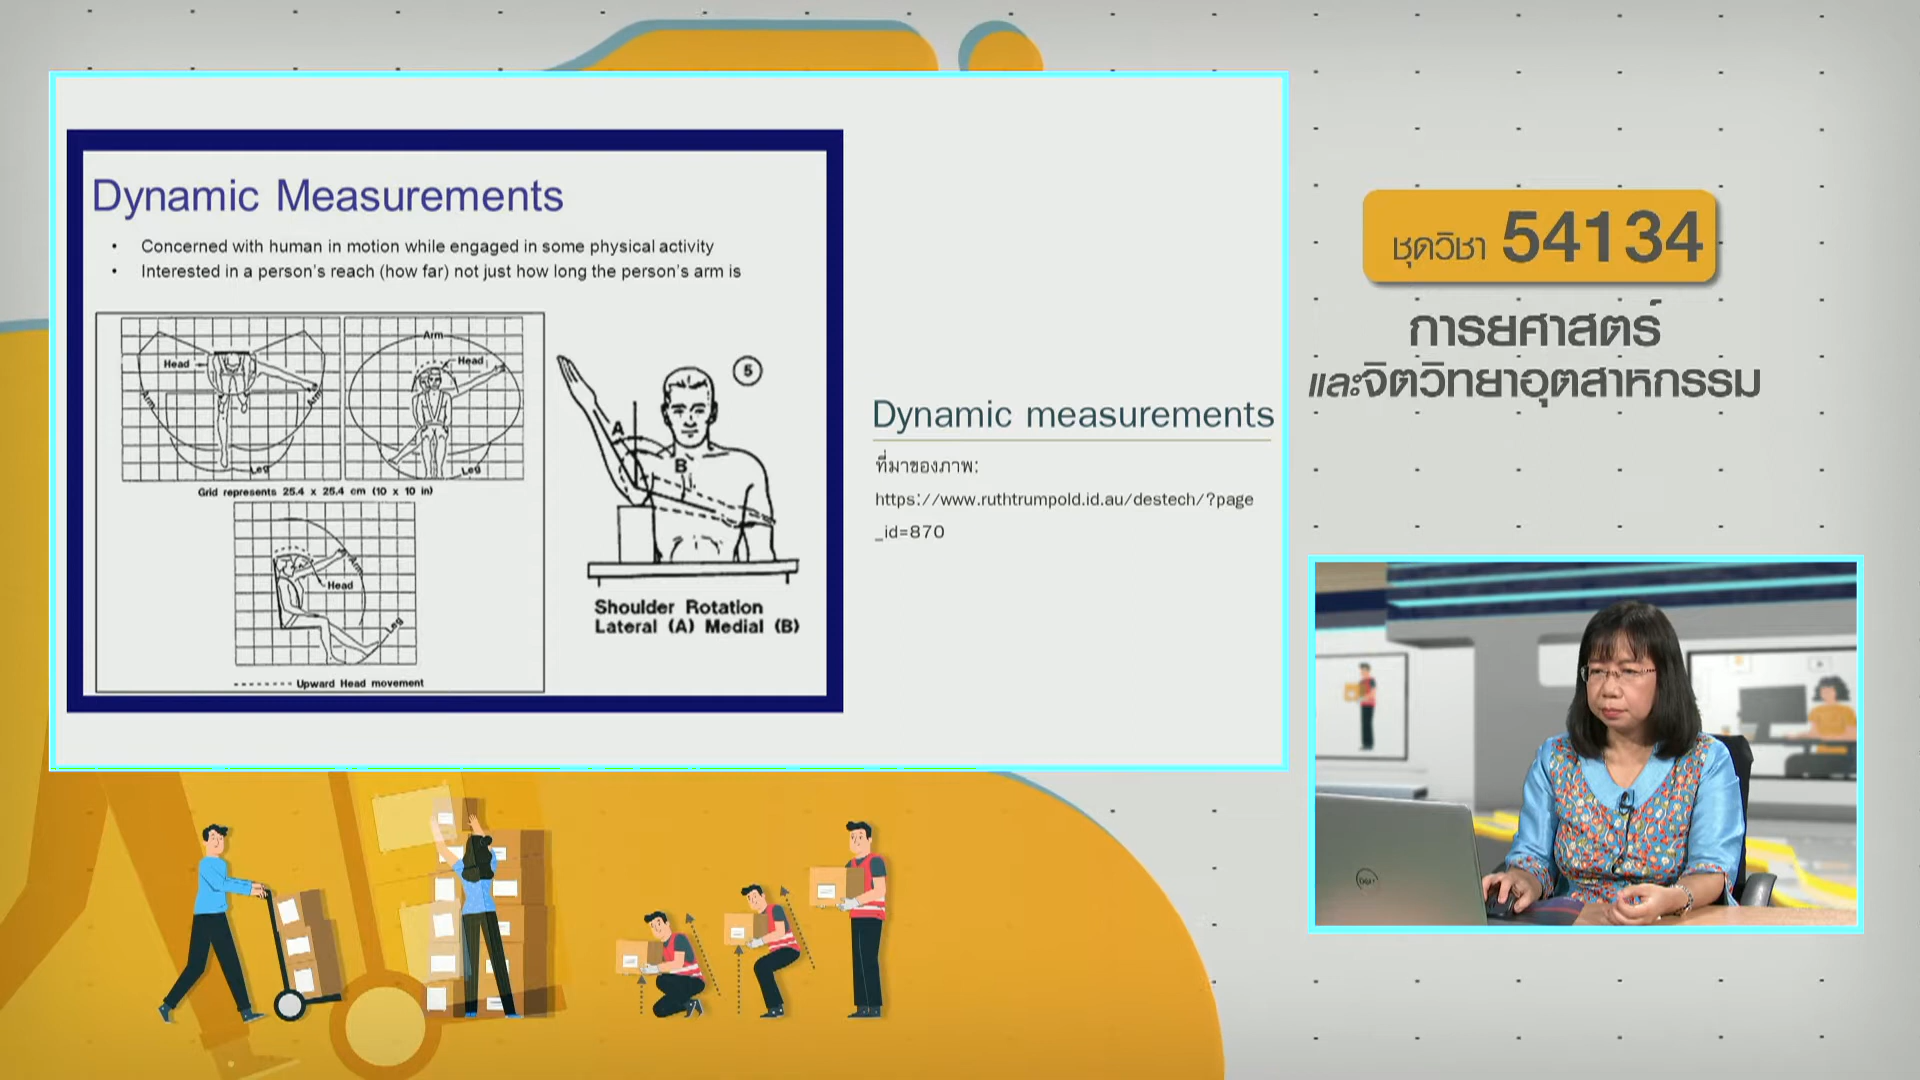 Dynamic Measurements
• Concerned with human in motion while engaged in some physical activity
• Interested in a person's reach (how far) not just how long the person's arm is
Head
Arm
Arm
Leg
Arm
Head
Leg
Grid represents 25.4 x 25.4 cm (10 x 10 in)
Arm
Head
Leg
Upward Head movement
5
A
B
Shoulder Rotation
Lateral (A) Medial (B)
Dynamic measurements
ที่มาของภาพ:
https://www.ruthtrumpold.id.au/destech/?page
_id=870
ชุดวิชา 54134
การยศาสตร์
และจิตวิทยาอุตสาหกรรม
DELL